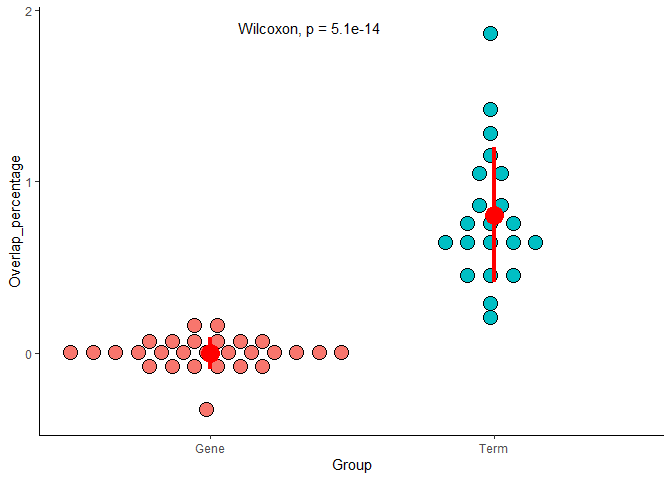 Wilcoxon, p = 5.1e-14
2
1
0
Overlap_percentage
Gene
Term
Group